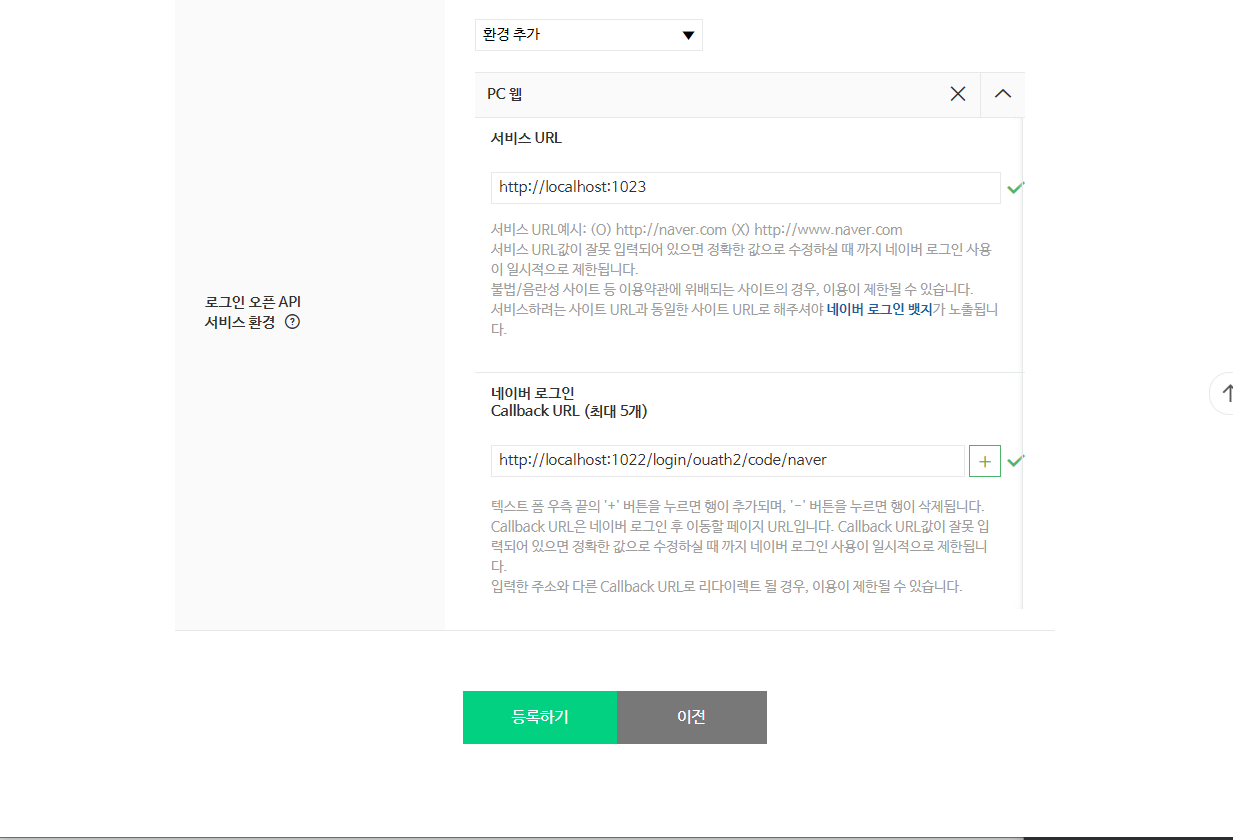 환경 추가
PC 웹
서비스 URL
http://localhost:1023
서비스 URL예시: (O) http://naver.com (X) http://www.naver.com
서비스 URL값이 잘못 입력되어 있으면 정확한 값으로 수정하실 때 까지 네이버 로그인 사용
이 일시적으로 제한됩니다.
불법/음란성 사이트 등 이용약관에 위배되는 사이트의 경우, 이용이 제한될 수 있습니다.
서비스하려는 사이트 URL과 동일한 사이트 URL로 해주셔야 네이버 로그인 뱃지가 노출됩니
다.
로그인 오픈 API
서비스 환경 ?
네이버 로그인
Callback URL (최대 5개)
http://localhost:1022/login/ouath2/code/naver
+
텍스트 폼 우측 끝의 '+' 버튼을 누르면 행이 추가되며, '-' 버튼을 누르면 행이 삭제됩니다.
Callback URL은 네이버 로그인 후 이동할 페이지 URL입니다. Callback URL값이 잘못 입
력되어 있으면 정확한 값으로 수정하실 때 까지 네이버 로그인 사용이 일시적으로 제한됩니
다.
입력한 주소와 다른 Callback URL로 리다이렉트 될 경우, 이용이 제한될 수 있습니다.
등록하기
이전